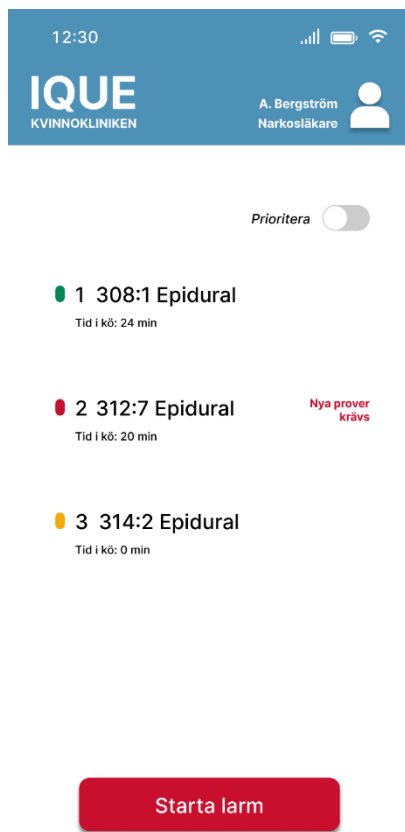 12:30
IQUE
KVINNOKLINIKEN
A. Bergström
Narkosläkare
Prioritera
1 308:1 Epidural
Tid i kö: 24 min
2 312:7 Epidural
Nya prover
krävs
Tid i kö: 20 min
3 314:2 Epidural
Tid i kö: 0 min
Starta larm